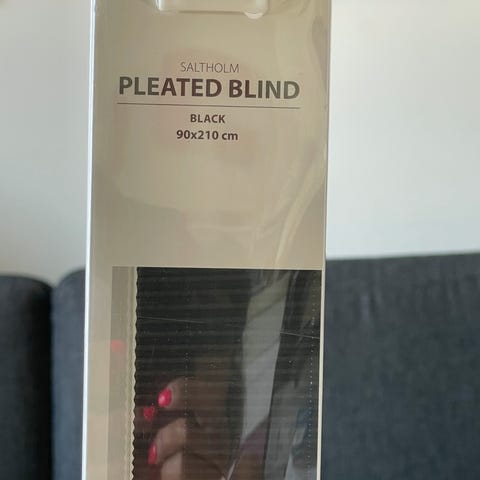 SALTHOLM
PLEATED BLIND
BLACK
90x210 cm